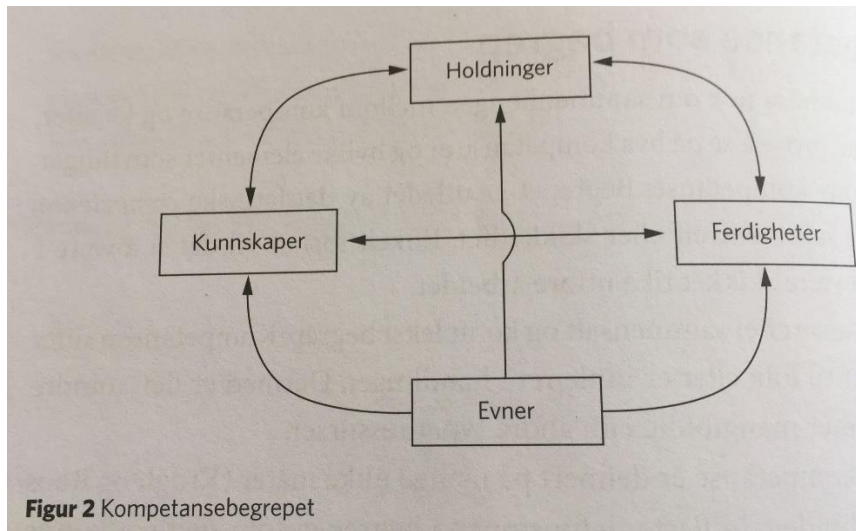 Holdninger
Kunnskaper
Ferdigheter
Evner
Figur 2 Kompetansebegrepet